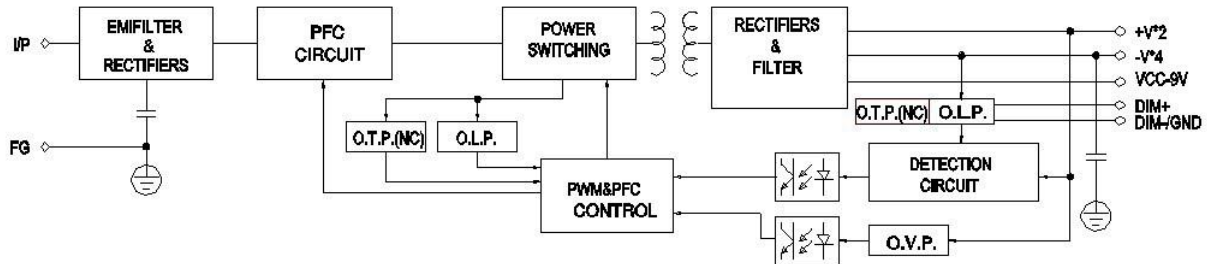 I/P
EMIFILTER
&
RECTIFIERS
PFC
CIRCUIT
POWER
SWITCHING
RECTIFIERS
&
FILTER
+V*2
-V*4
VCC-9V
DIM+
DIM-/GND
O.T.P.(NC)
O.L.P.
O.T.P.(NC)
O.L.P.
FG
PWM&PFC
CONTROL
DETECTION
CIRCUIT
O.V.P.